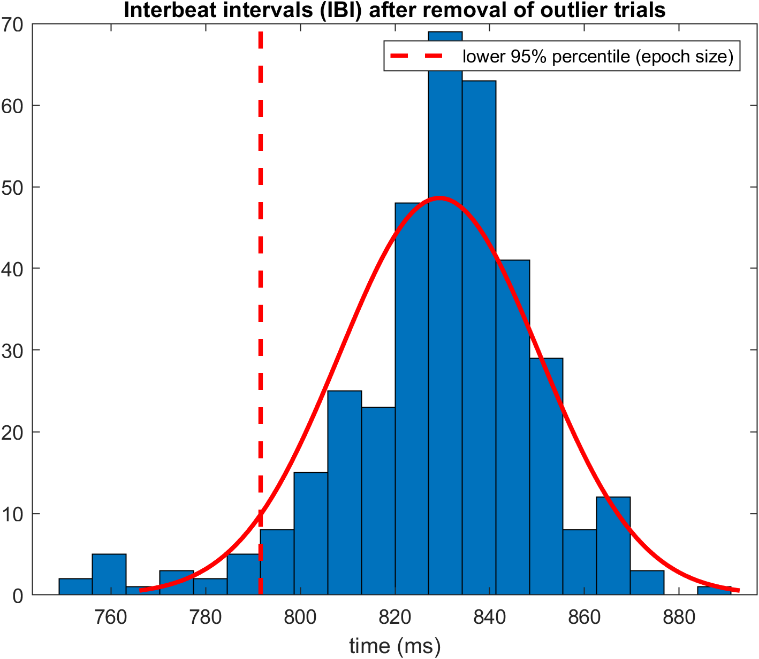 Interbeat intervals (IBI) after removal of outlier trials
lower 95% percentile (epoch size)
70
60
50
40
30
20
10
0
760 780 800 820 840 860 880
time (ms)